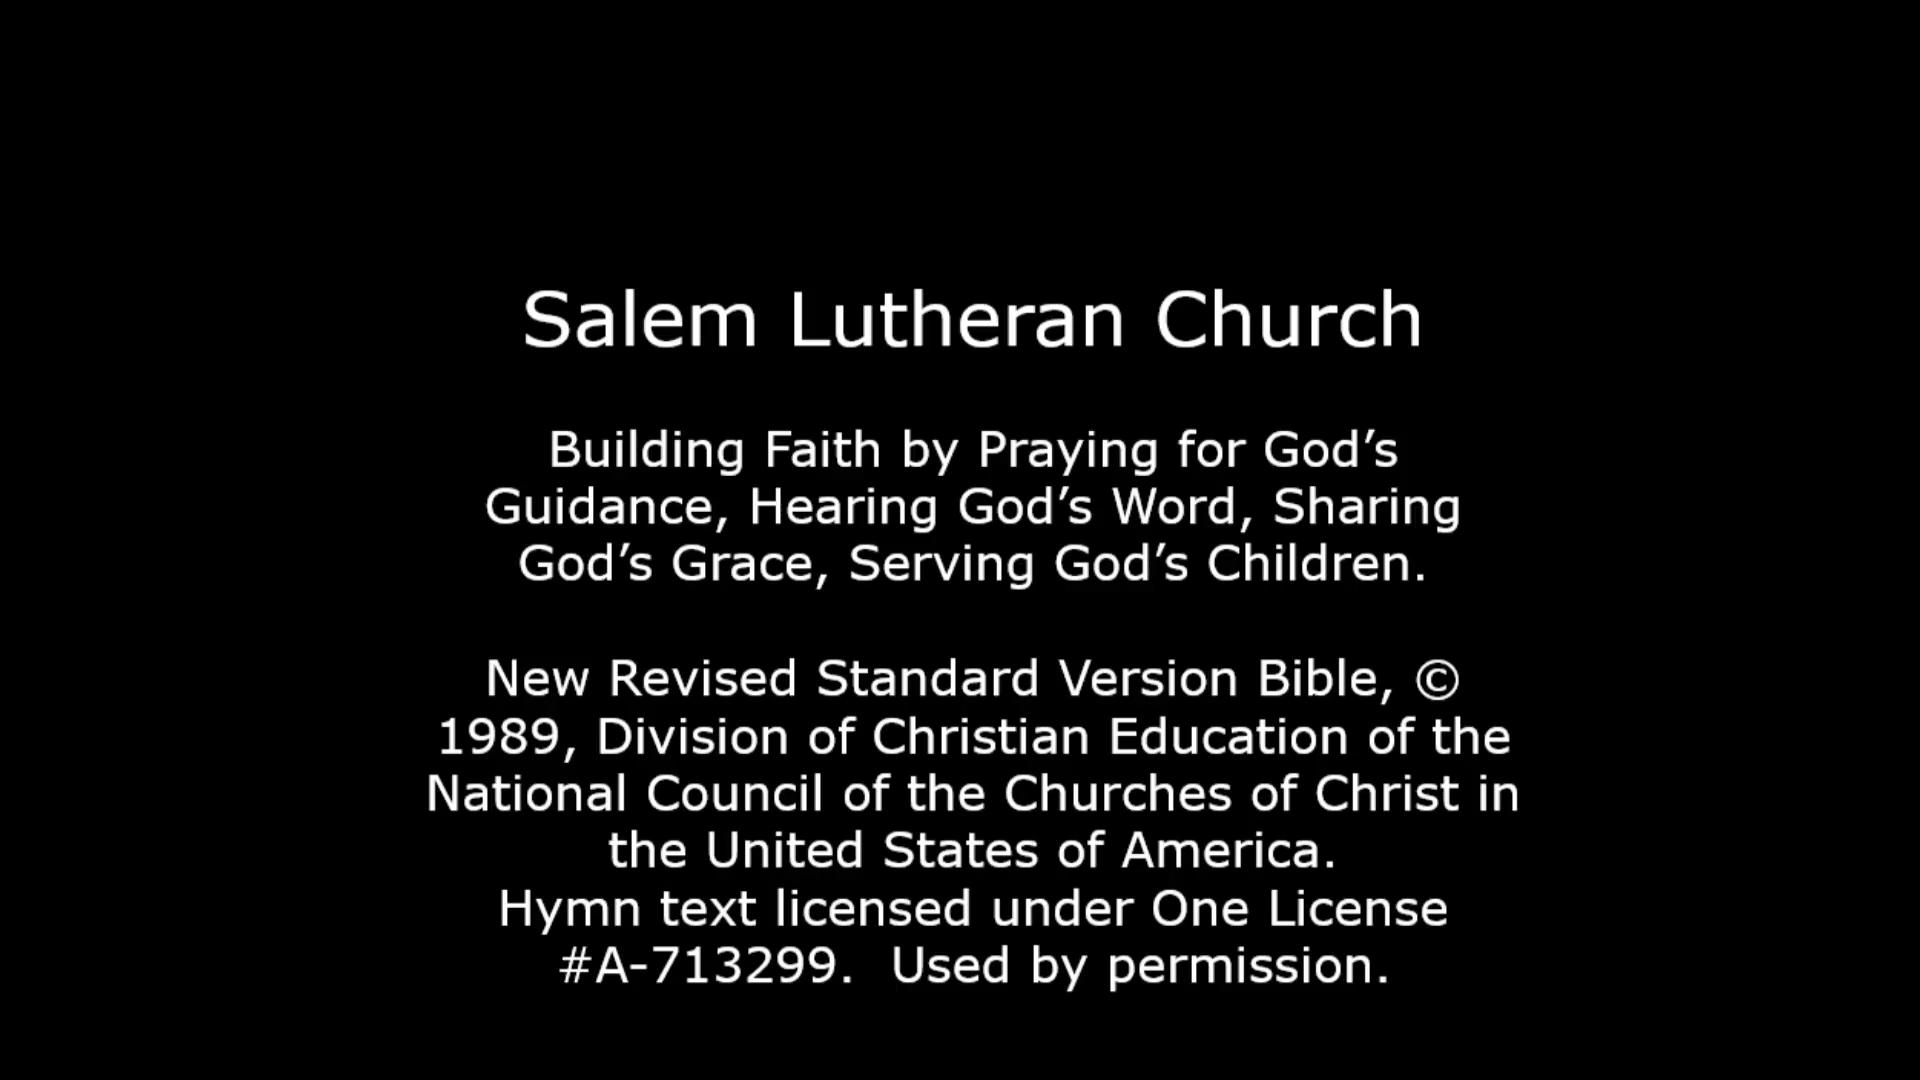 Salem Lutheran Church
Building Faith by Praying for God’s
Guidance, Hearing God’s Word, Sharing
God’s Grace, Serving God’s Children.
New Revised Standard Version Bible, ©
1989, Division of Christian Education of the
National Council of the Churches of Christ in
the United States of America.
Hymn text licensed under One License
#A-713299.  Used by permission.